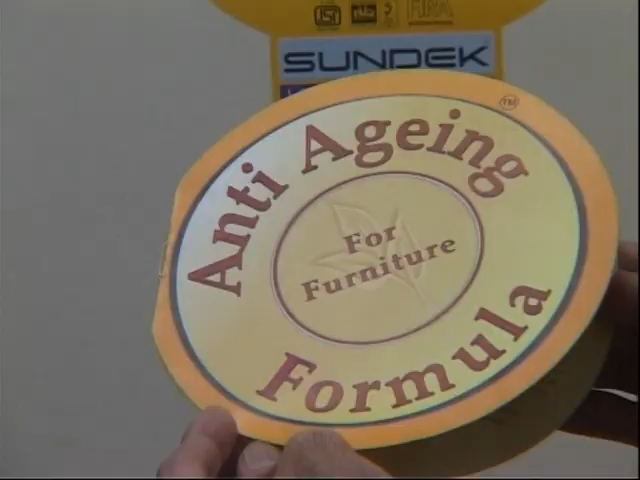 SUNDEK
TM
Anti Ageing
For
Furniture
Formula